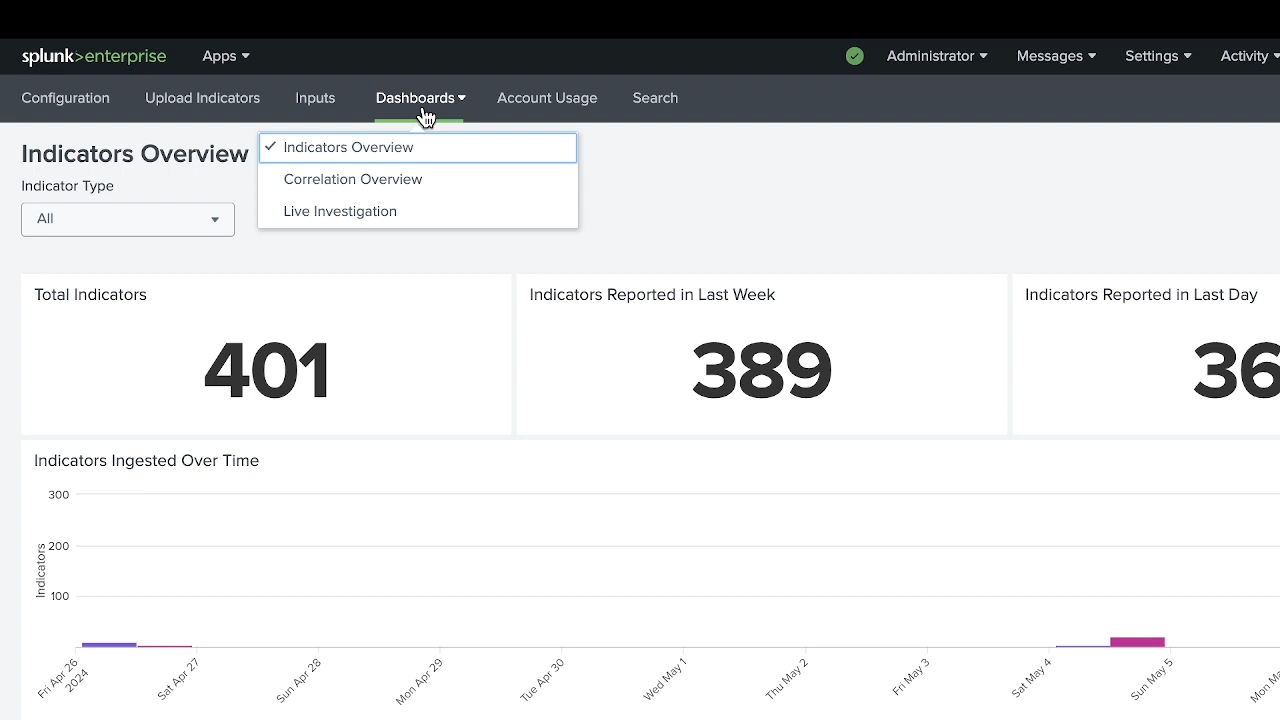 splunk>enterprise Apps Administrator Messages Settings Activity
Configuration Upload Indicators Inputs Dashboards Account Usage Search
Indicators Overview
Indicators Overview
Correlation Overview
Live Investigation
Indicator Type
All
Total Indicators
401
Indicators Reported in Last Week
389
Indicators Reported in Last Day
36
Indicators Ingested Over Time
Indicators
300
200
100
Fri Apr 26
2024
Sat Apr 27
Sun Apr 28
Mon Apr 29
Tue Apr 30
Wed May 1
Thu May 2
Fri May 3
Sat May 4
Sun May 5
Mon Ma